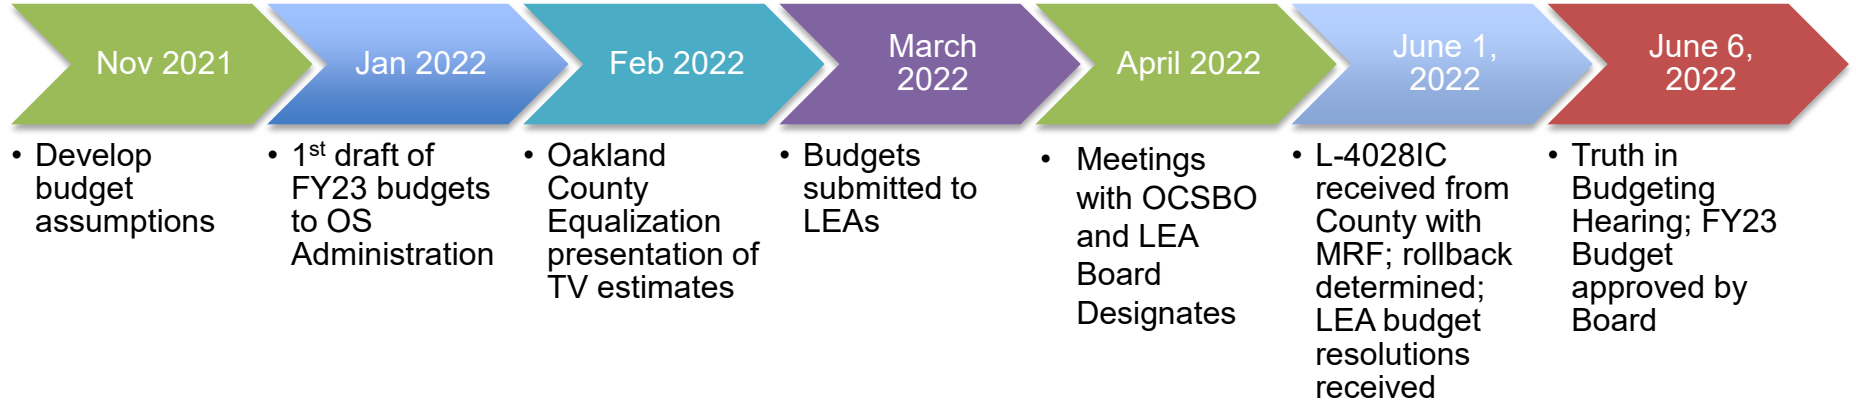 Nov 2021
Jan 2022
Feb 2022
March
2022
April 2022
June 1,
2022
June 6,
2022
• Develop
budget
assumptions
• 1st draft of
FY23 budgets
to OS
Administration
• Oakland
County
Equalization
presentation of
TV estimates
• Budgets
submitted to
LEAs
• Meetings
with OCSBO
and LEA
Board
Designates
• L-4028IC
received from
County with
MRF; rollback
determined;
LEA budget
resolutions
received
• Truth in
Budgeting
Hearing; FY23
Budget
approved by
Board